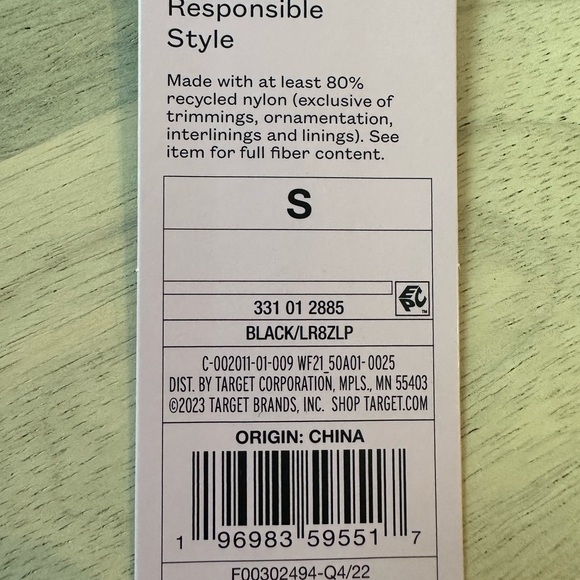 Responsible
Style
Made with at least 80%
recycled nylon (exclusive of
trimmings, ornamentation,
interlinings and linings). See
item for full fiber content.
S
EPC™
331 01 2885
BLACK/LR8ZLP
C-002011-01-009 WF21_50A01-0025
DIST. BY TARGET CORPORATION, MPLS., MN 55403
©2023 TARGET BRANDS, INC. SHOP TARGET.COM
ORIGIN: CHINA
1 96983 59551 7
F00302494-Q4/22